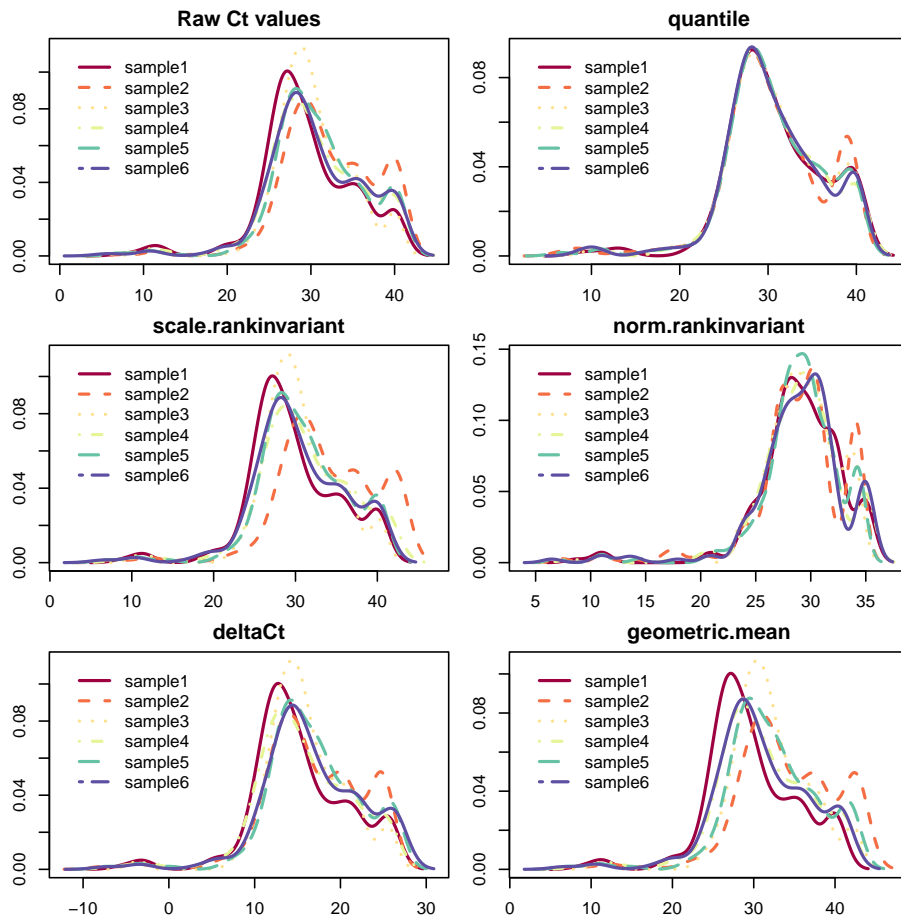 Raw Ct values
sample1
sample2
sample3
sample4
sample5
sample6
0.00
0.04
0.08
0
10
20
30
40
quantile
sample1
sample2
sample3
sample4
sample5
sample6
0.00
0.04
0.08
10
20
30
40
scale.rankinvariant
sample1
sample2
sample3
sample4
sample5
sample6
0.00
0.04
0.08
0
10
20
30
40
norm.rankinvariant
sample1
sample2
sample3
sample4
sample5
sample6
0.00
0.05
0.10
0.15
5
10
15
20
25
30
35
deltaCt
sample1
sample2
sample3
sample4
sample5
sample6
0.00
0.04
0.08
−10
0
10
20
30
geometric.mean
sample1
sample2
sample3
sample4
sample5
sample6
0.00
0.04
0.08
0
10
20
30
40